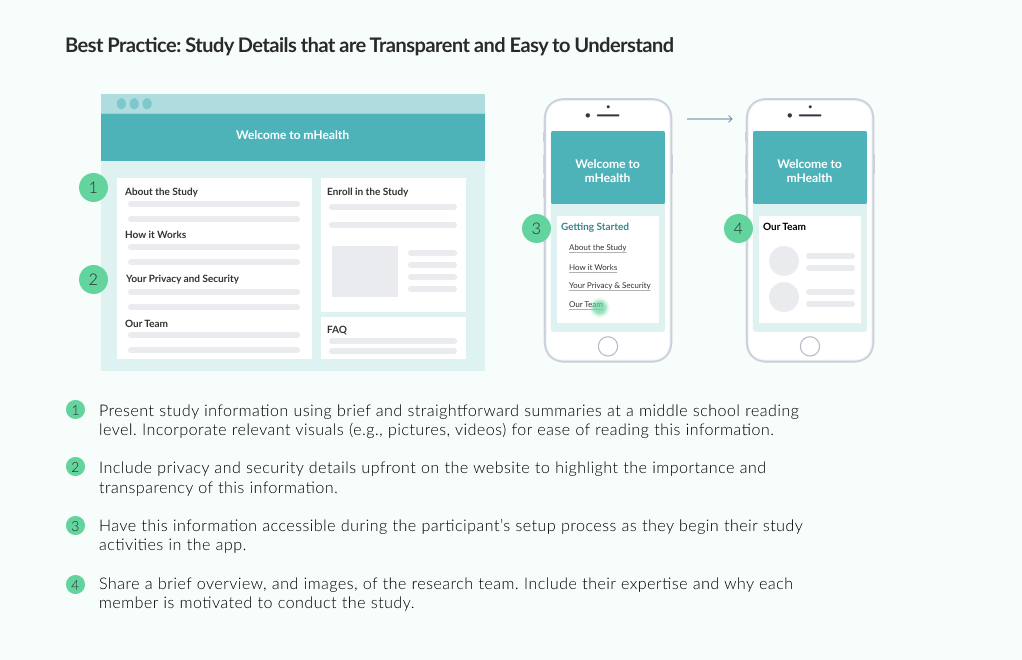 Best Practice: Study Details that are Transparent and Easy to Understand
Welcome to mHealth
1
About the Study
How it Works
2
Your Privacy and Security
Our Team
Enroll in the Study
FAQ
Welcome to
mHealth
3
Getting Started
About the Study
How it Works
Your Privacy & Security
Our Team
Welcome to
mHealth
4
Our Team
1
Present study information using brief and straightforward summaries at a middle school reading
level. Incorporate relevant visuals (e.g., pictures, videos) for ease of reading this information.
2
Include privacy and security details upfront on the website to highlight the importance and
transparency of this information.
3
Have this information accessible during the participant's setup process as they begin their study
activities in the app.
4
Share a brief overview, and images, of the research team. Include their expertise and why each
member is motivated to conduct the study.